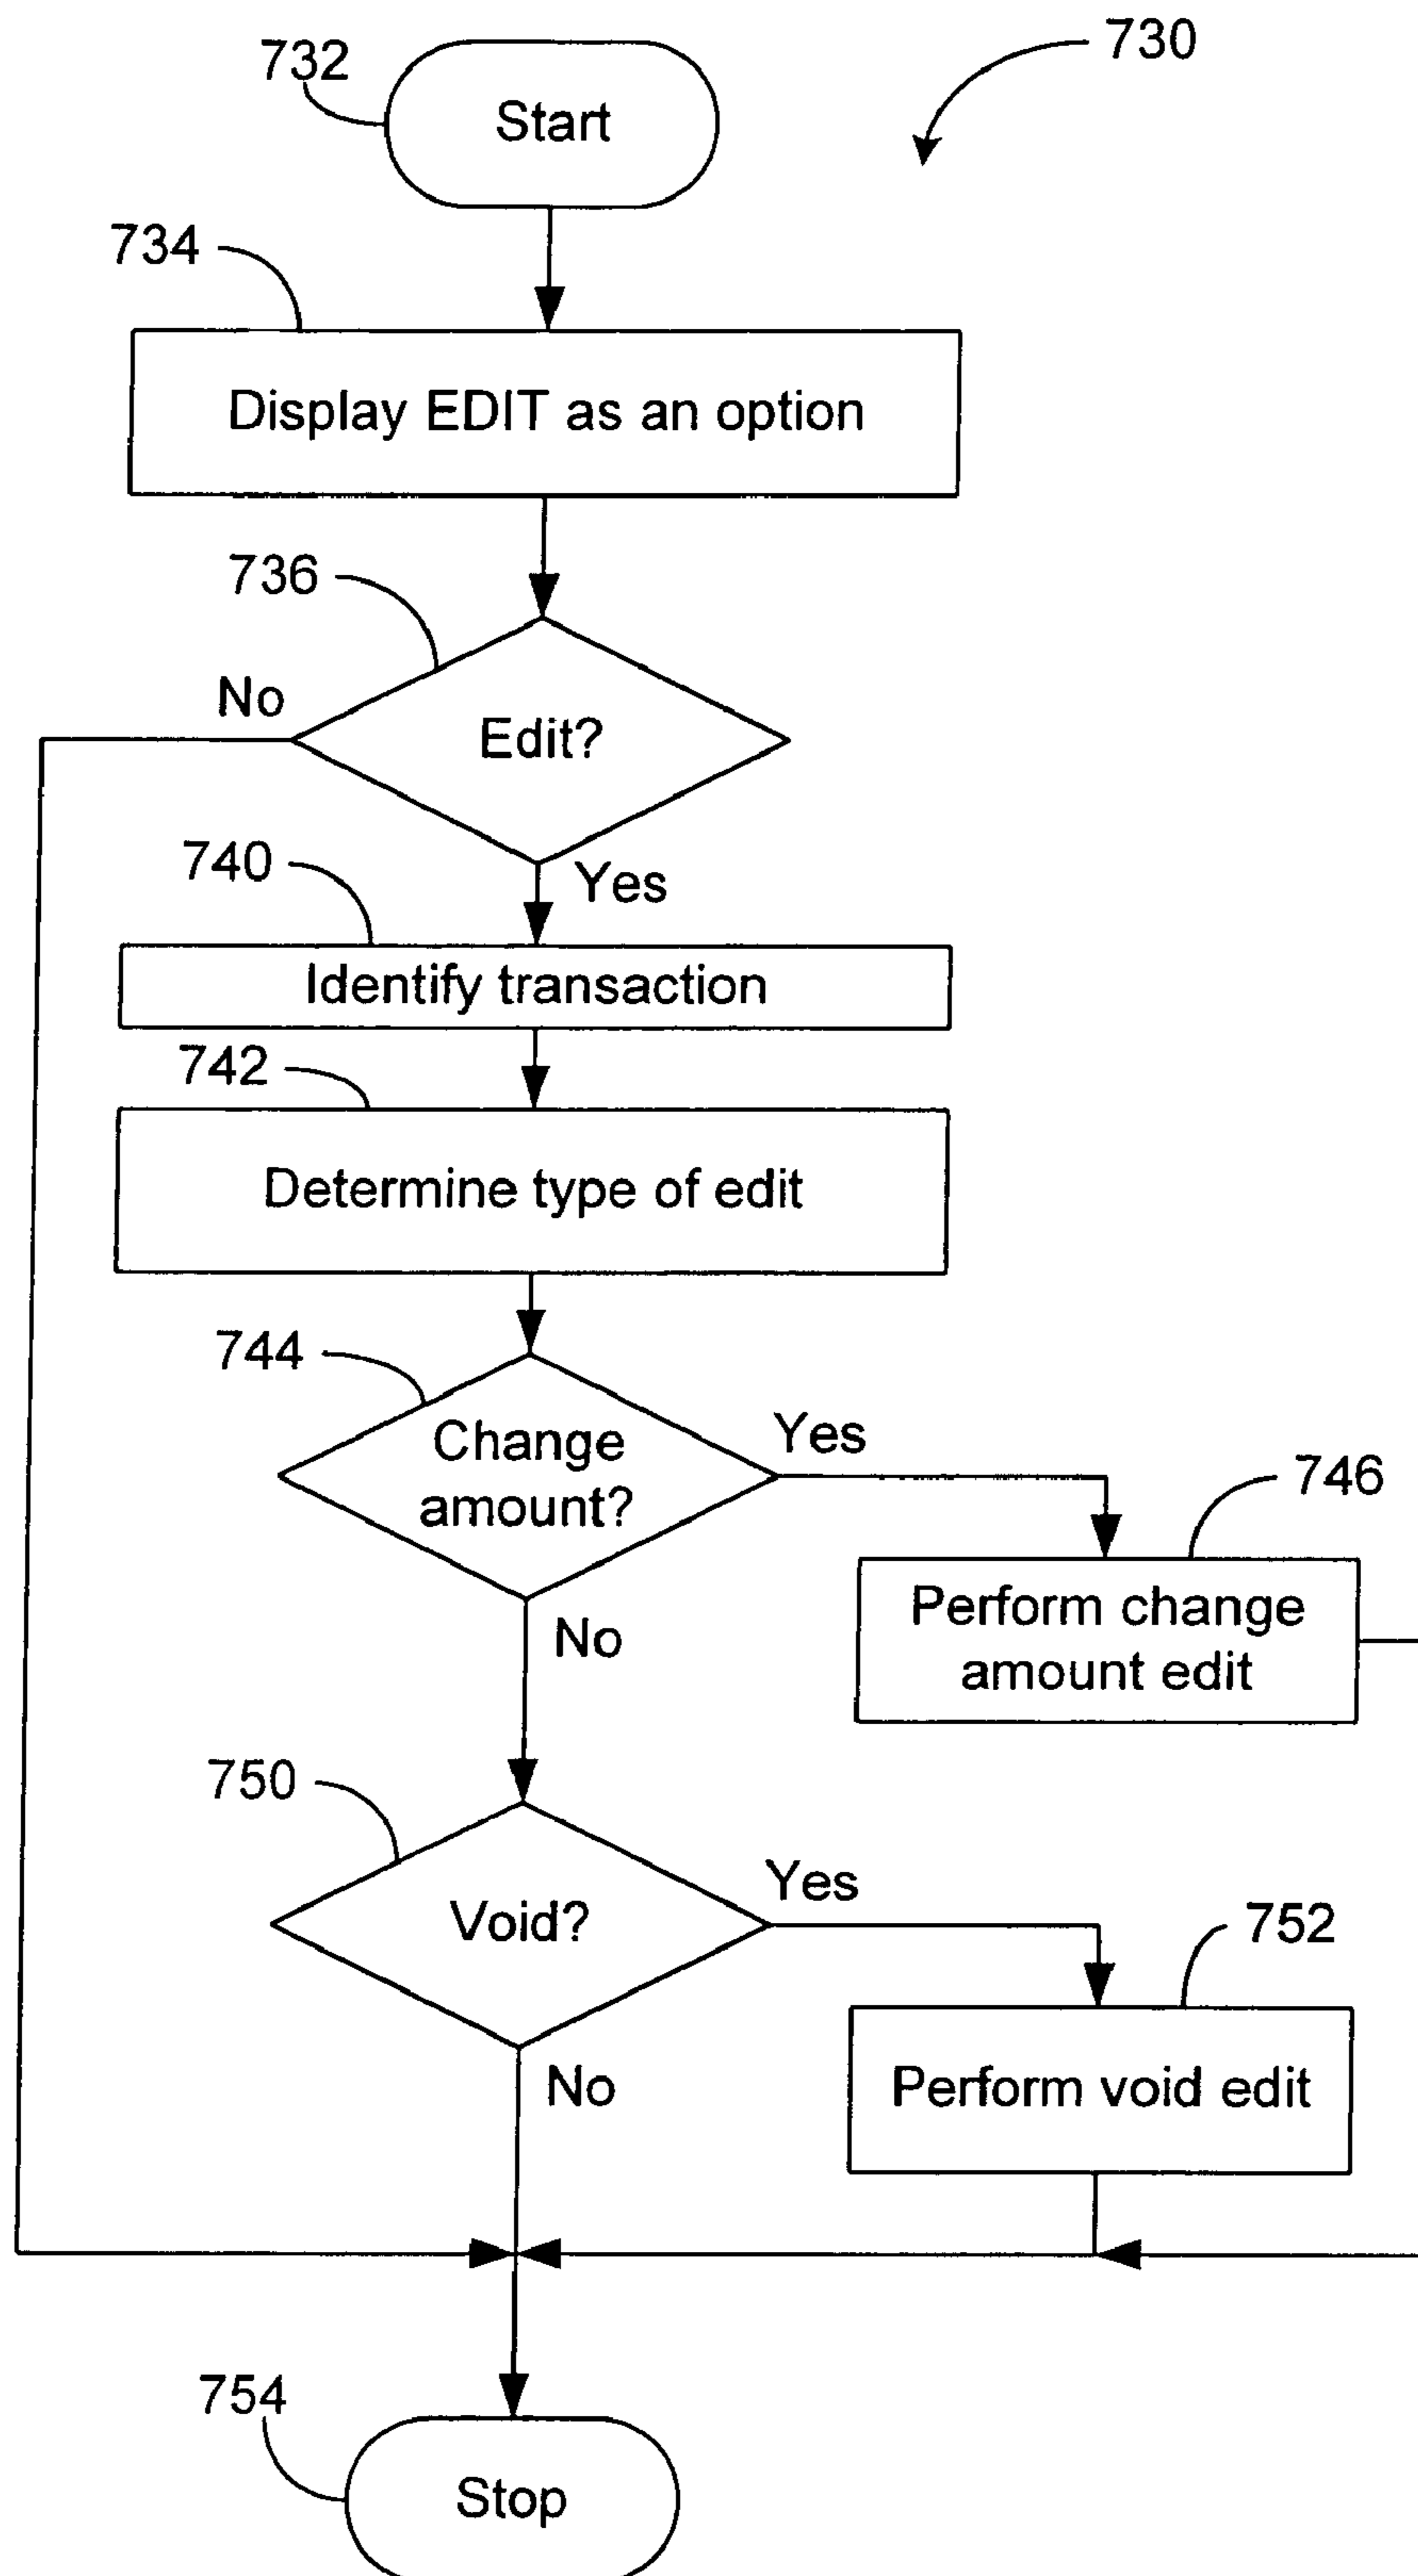 730
732
Start
734
Display EDIT as an option
736
No
Edit?
740
Yes
Identify transaction
742
Determine type of edit
744
Change
amount?
Yes
746
Perform change
amount edit
No
750
Void?
Yes
752
Perform void edit
No
754
Stop